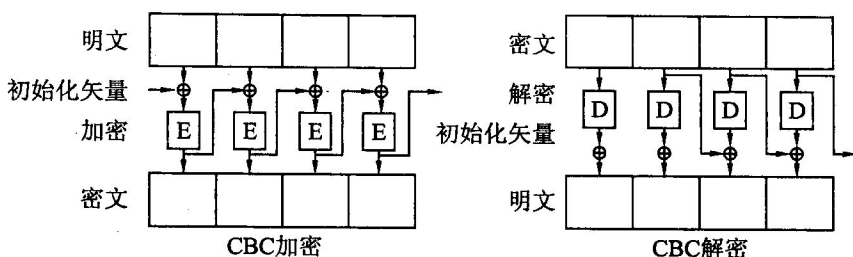 明文
初始化矢量
加密
E E E E
密文
CBC加密
密文
解密
D D D D
初始化矢量
明文
CBC解密